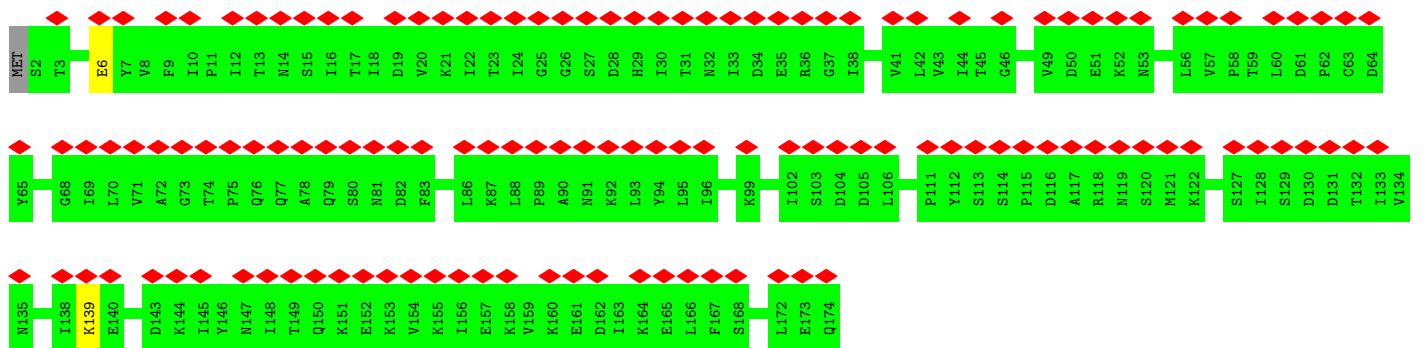 MET S2 T3 E6 Y7 V8 F9 I10 P11 I12 T13 N14 S15 I16 T17 I18 D19 V20 K21 I22 T23 I24 G25 G26 S27 D28 H29 I30 T31 N32 I33 D34 E35 R36 G37 I38 V41 L42 V43 I44 T45 G46 V49 D50 E51 K52 N53 L56 V57 P58 T59 L60 D61 P62 C63 D64
Y65 G68 I69 L70 V71 A72 G73 T74 P75 Q76 Q77 A78 Q79 S80 N81 D82 F83 L86 K87 L88 P89 A90 N91 K92 L93 Y94 L95 I96 K99 I102 S103 D104 D105 L106 P111 Y112 S113 S114 P115 D116 A117 R118 N119 S120 M121 K122 S127 I128 S129 D130 D131 T132 I133 V134
N135 I138 K139 E140 D143 K144 I145 Y146 N147 I148 T149 Q150 K151 E152 K153 V154 K155 I156 E157 K158 V159 K160 E161 D162 I163 K164 E165 L166 F167 S168 L172 E173 Q174